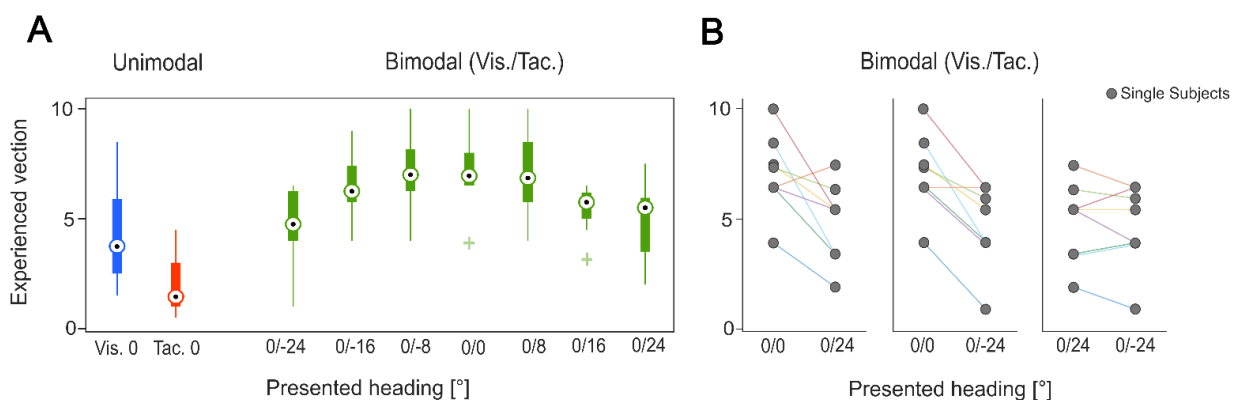 A
Unimodal
Bimodal (Vis./Tac.)
Experienced vection
10
5
0
Vis. 0
Tac. 0
0/-24
0/-16
0/-8
0/0
0/8
0/16
0/24
Presented heading [°]
B
Bimodal (Vis./Tac.)
Single Subjects
10
5
0
0/0
0/24
0/0
0/-24
0/24
0/-24
Presented heading [°]